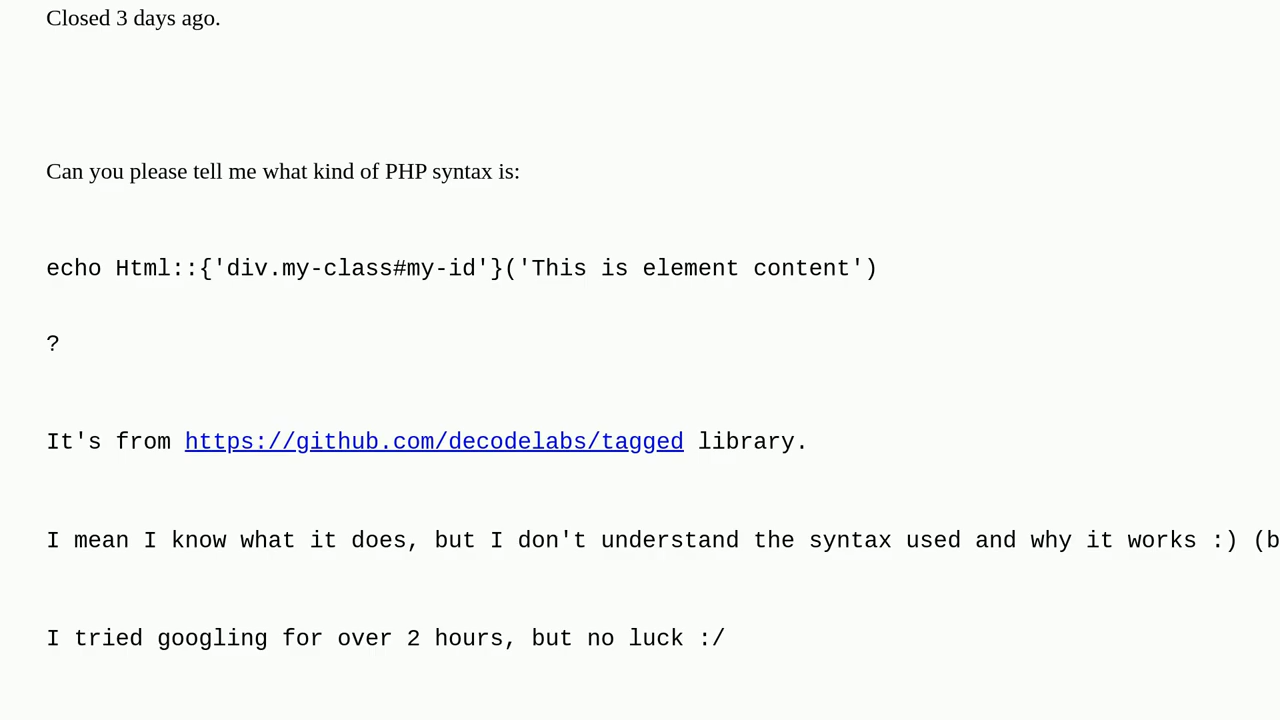 Closed 3 days ago.
Can you please tell me what kind of PHP syntax is:
echo Html::{'div.my-class#my-id'}('This is element content')
?
It's from https://github.com/decodelabs/tagged library.
I mean I know what it does, but I don't understand the syntax used and why it works :) (b
I tried googling for over 2 hours, but no luck :/